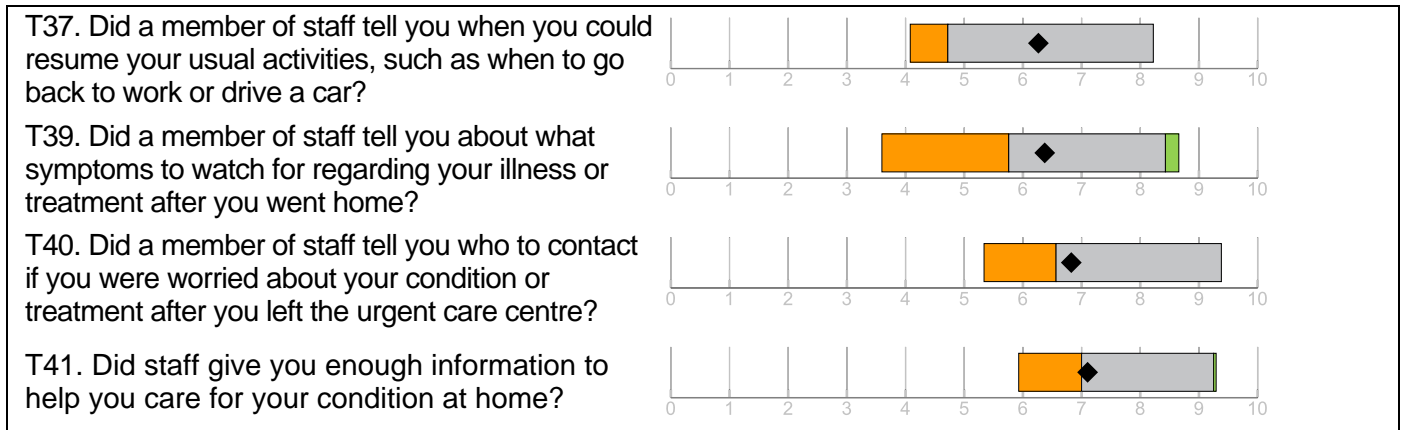 T37. Did a member of staff tell you when you could
resume your usual activities, such as when to go
back to work or drive a car?
0 1 2 3 4 5 6 7 8 9 10
T39. Did a member of staff tell you about what
symptoms to watch for regarding your illness or
treatment after you went home?
0 1 2 3 4 5 6 7 8 9 10
T40. Did a member of staff tell you who to contact
if you were worried about your condition or
treatment after you left the urgent care centre?
0 1 2 3 4 5 6 7 8 9 10
T41. Did staff give you enough information to
help you care for your condition at home?
0 1 2 3 4 5 6 7 8 9 10